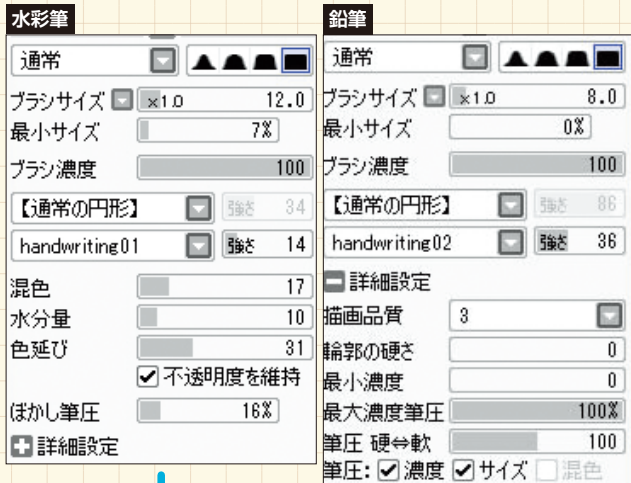 水彩筆
通常
ブラシサイズ ×1.0 12.0
最小サイズ 7%
ブラシ濃度 100
【通常の円形】 強さ 34
handwriting01 強さ 14
混色 17
水分量 10
色延び 31
不透明度を維持
ぼかし筆圧 16%
詳細設定
鉛筆
通常
ブラシサイズ ×1.0 8.0
最小サイズ 0%
ブラシ濃度 100
【通常の円形】 強さ 86
handwriting02 強さ 36
詳細設定
描画品質 3
輪郭の硬さ 0
最小濃度 0
最大濃度筆圧 100%
筆圧 硬⇔軟 100
筆圧: 濃度 サイズ 混色